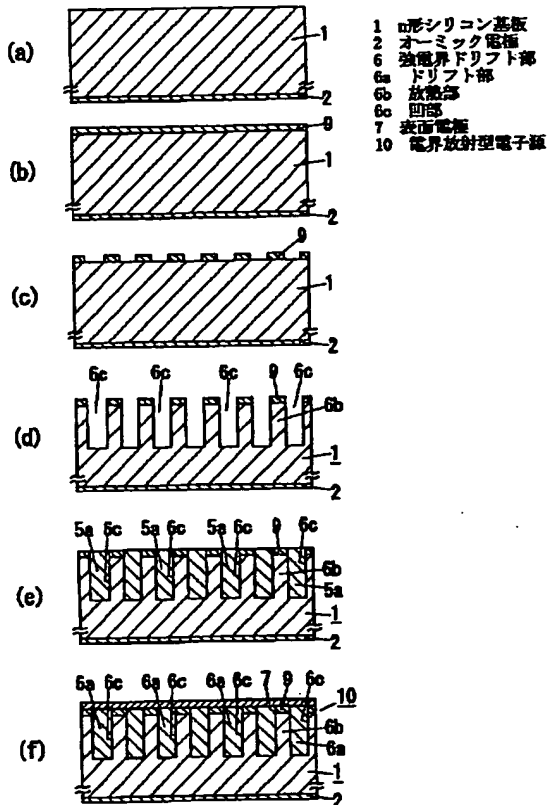 1 n形シリコン基板
2 オーミック電極
6 強電界ドリフト部
6a ドリフト部
6b 放熱部
6c 凹部
7 表面電極
10 電界放射型電子源
(a)
1
2
(b)
9
1
2
(c)
9
1
2
(d)
6c 6c 6c 9 6c
6b
1
2
(e)
5a 6c 5a 6c 5a 6c 9 6c
6b
5a
1
2
(f)
6a 6c 6a 6c 6a 6c 7 9 6c
10
6b
6a
1
2